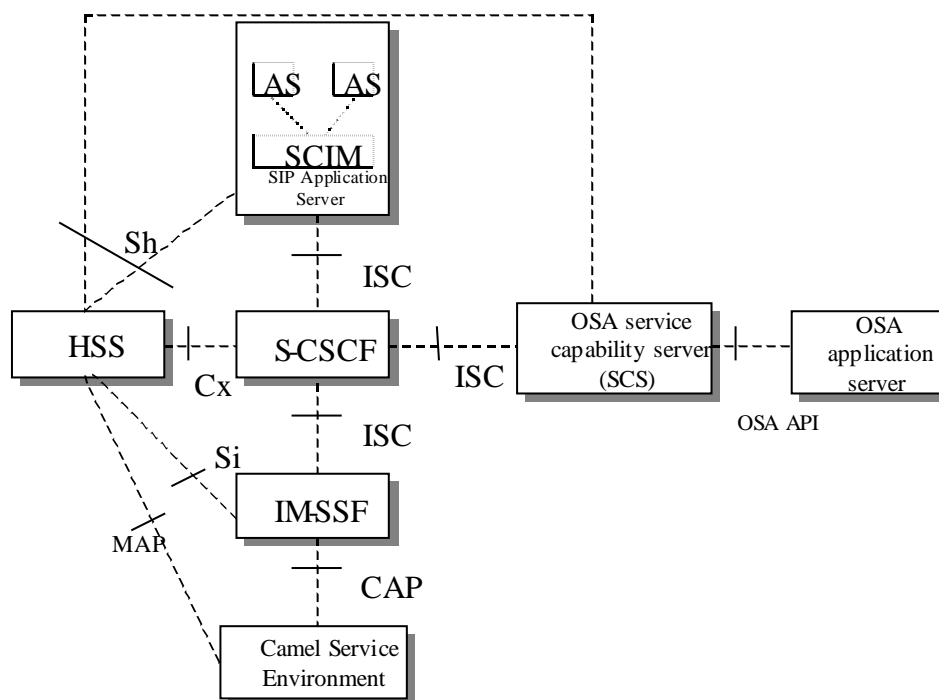 AS AS
SCIM
SIP Application
Server
Sh
ISC
HSS
S-CSCF
OSA service
capability server
(SCS)
OSA
application
server
Cx
ISC
OSA API
ISC
Si
IM-SSF
MAP
CAP
Camel Service
Environment